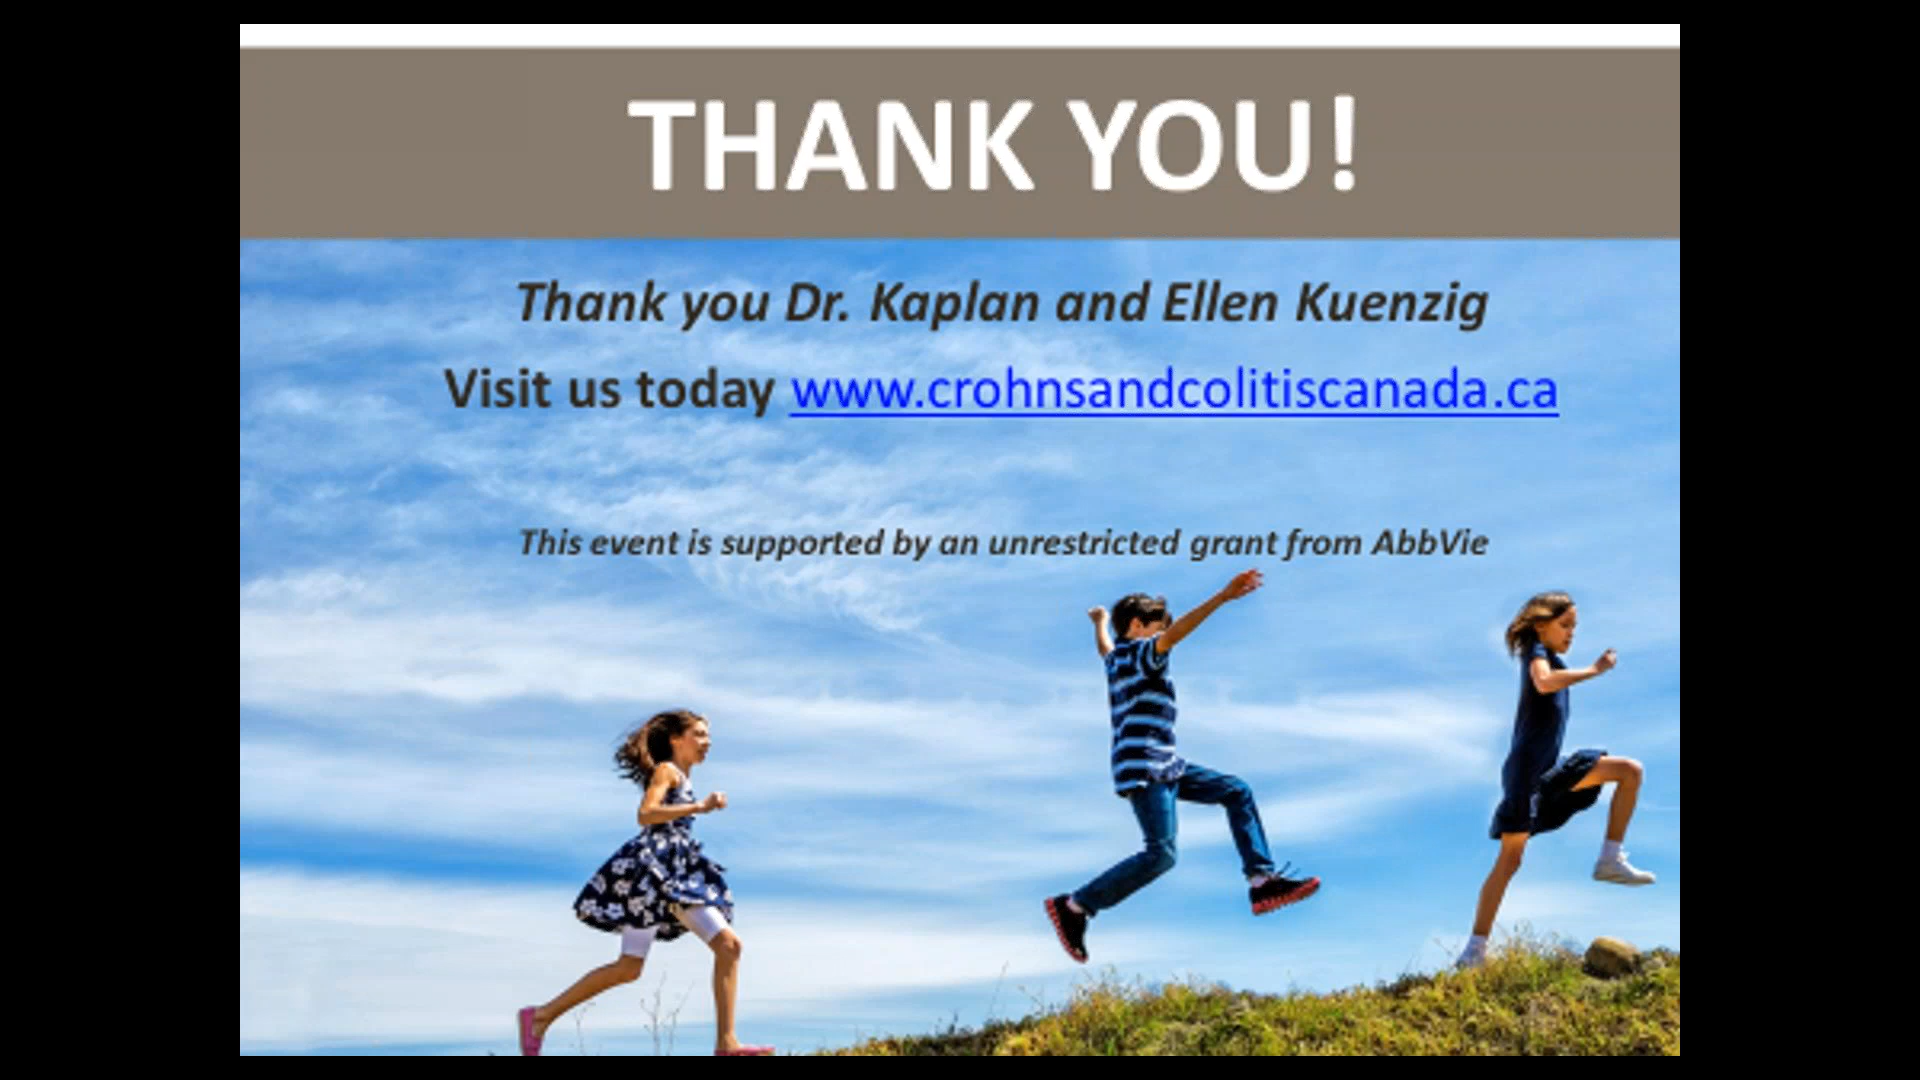 THANK YOU!
Thank you Dr. Kaplan and Ellen Kuenzig
Visit us today www.crohnsandcolitiscanada.ca
This event is supported by an unrestricted grant from AbbVie